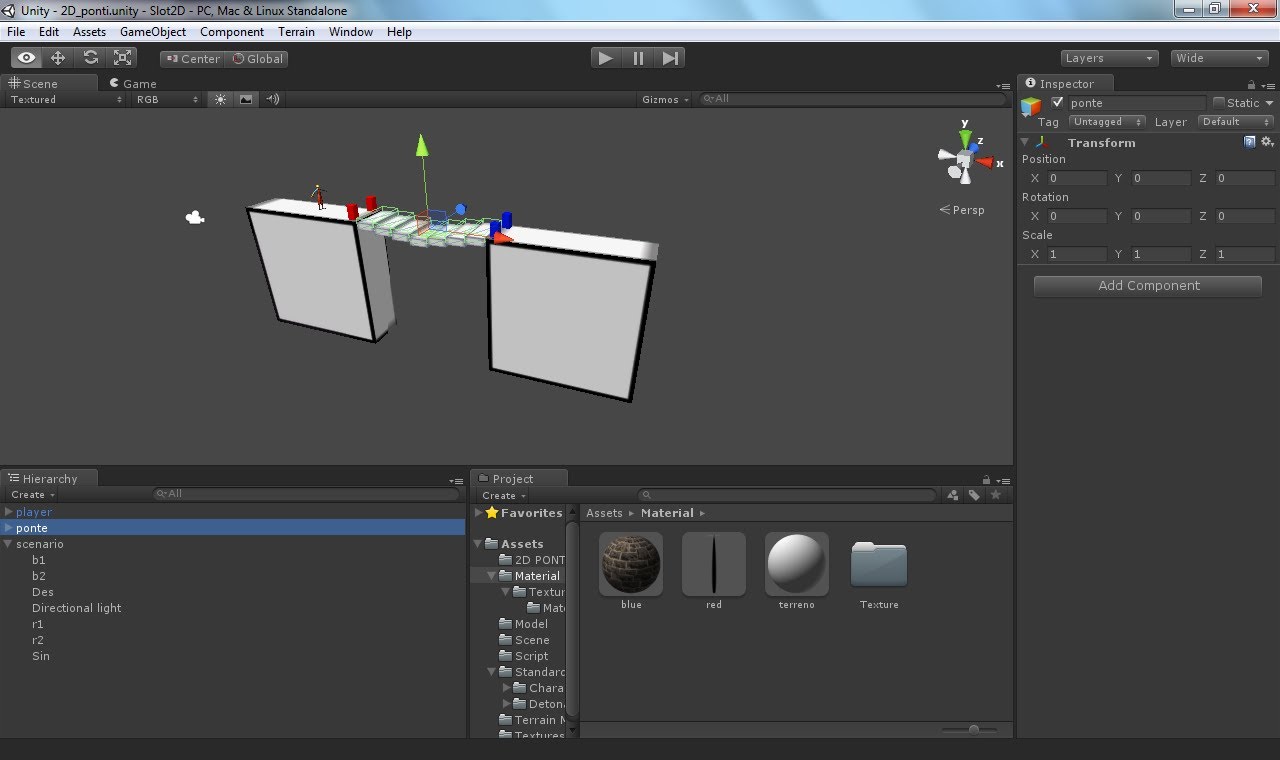 Unity - 2D_ponti.unity - Slot2D - PC, Mac & Linux Standalone
File Edit Assets GameObject Component Terrain Window Help
Center Global
Layers Wide
Scene Game
Textured RGB Gizmos All
y
z
x
Persp
Inspector
ponte Static
Tag Untagged Layer Default
Transform
Position
X 0 Y 0 Z 0
Rotation
X 0 Y 0 Z 0
Scale
X 1 Y 1 Z 1
Add Component
Hierarchy
Create All
player
ponte
scenario
b1
b2
Des
Directional light
r1
r2
Sin
Project
Create
Favorites
Assets
2D PONT
Material
Textur
Mate
Model
Scene
Script
Standard
Chara
Detona
Terrain M
Textures
Assets Material
blue red terreno Texture